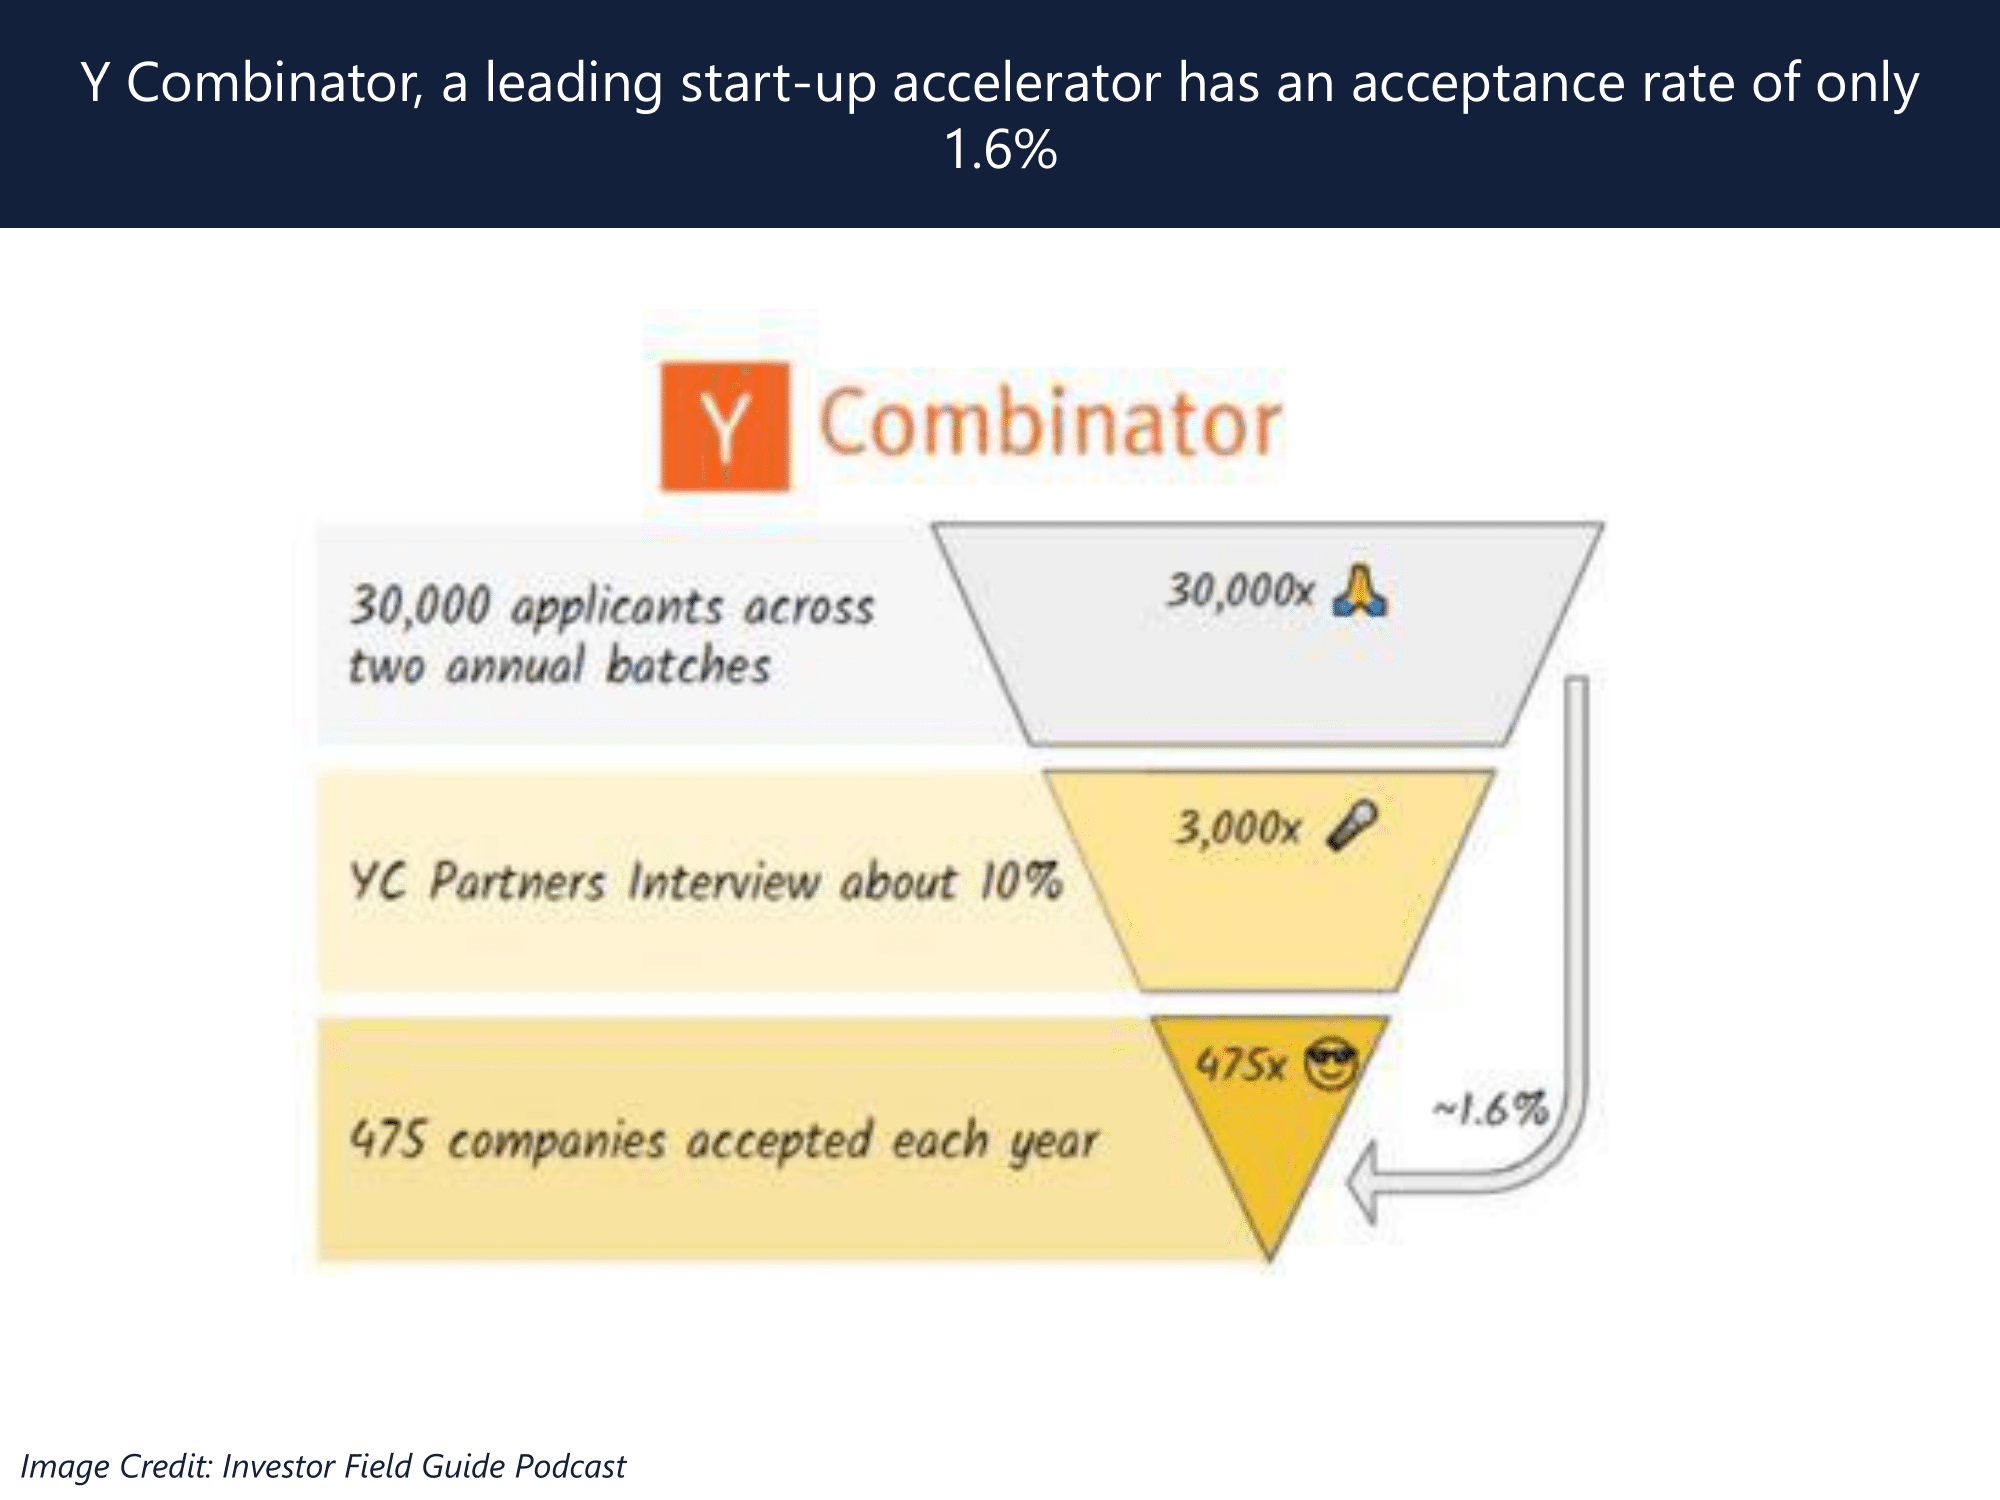 Y Combinator, a leading start-up accelerator has an acceptance rate of only
1.6%
Y Combinator
30,000 applicants across
two annual batches
30,000x
YC Partners Interview about 10%
3,000x
475 companies accepted each year
475x
~1.6%
Image Credit: Investor Field Guide Podcast